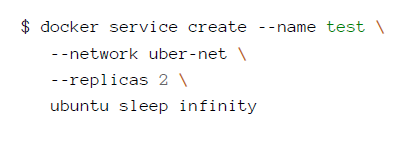 $ docker service create --name test \
--network uber-net \
--replicas 2 \
ubuntu sleep infinity